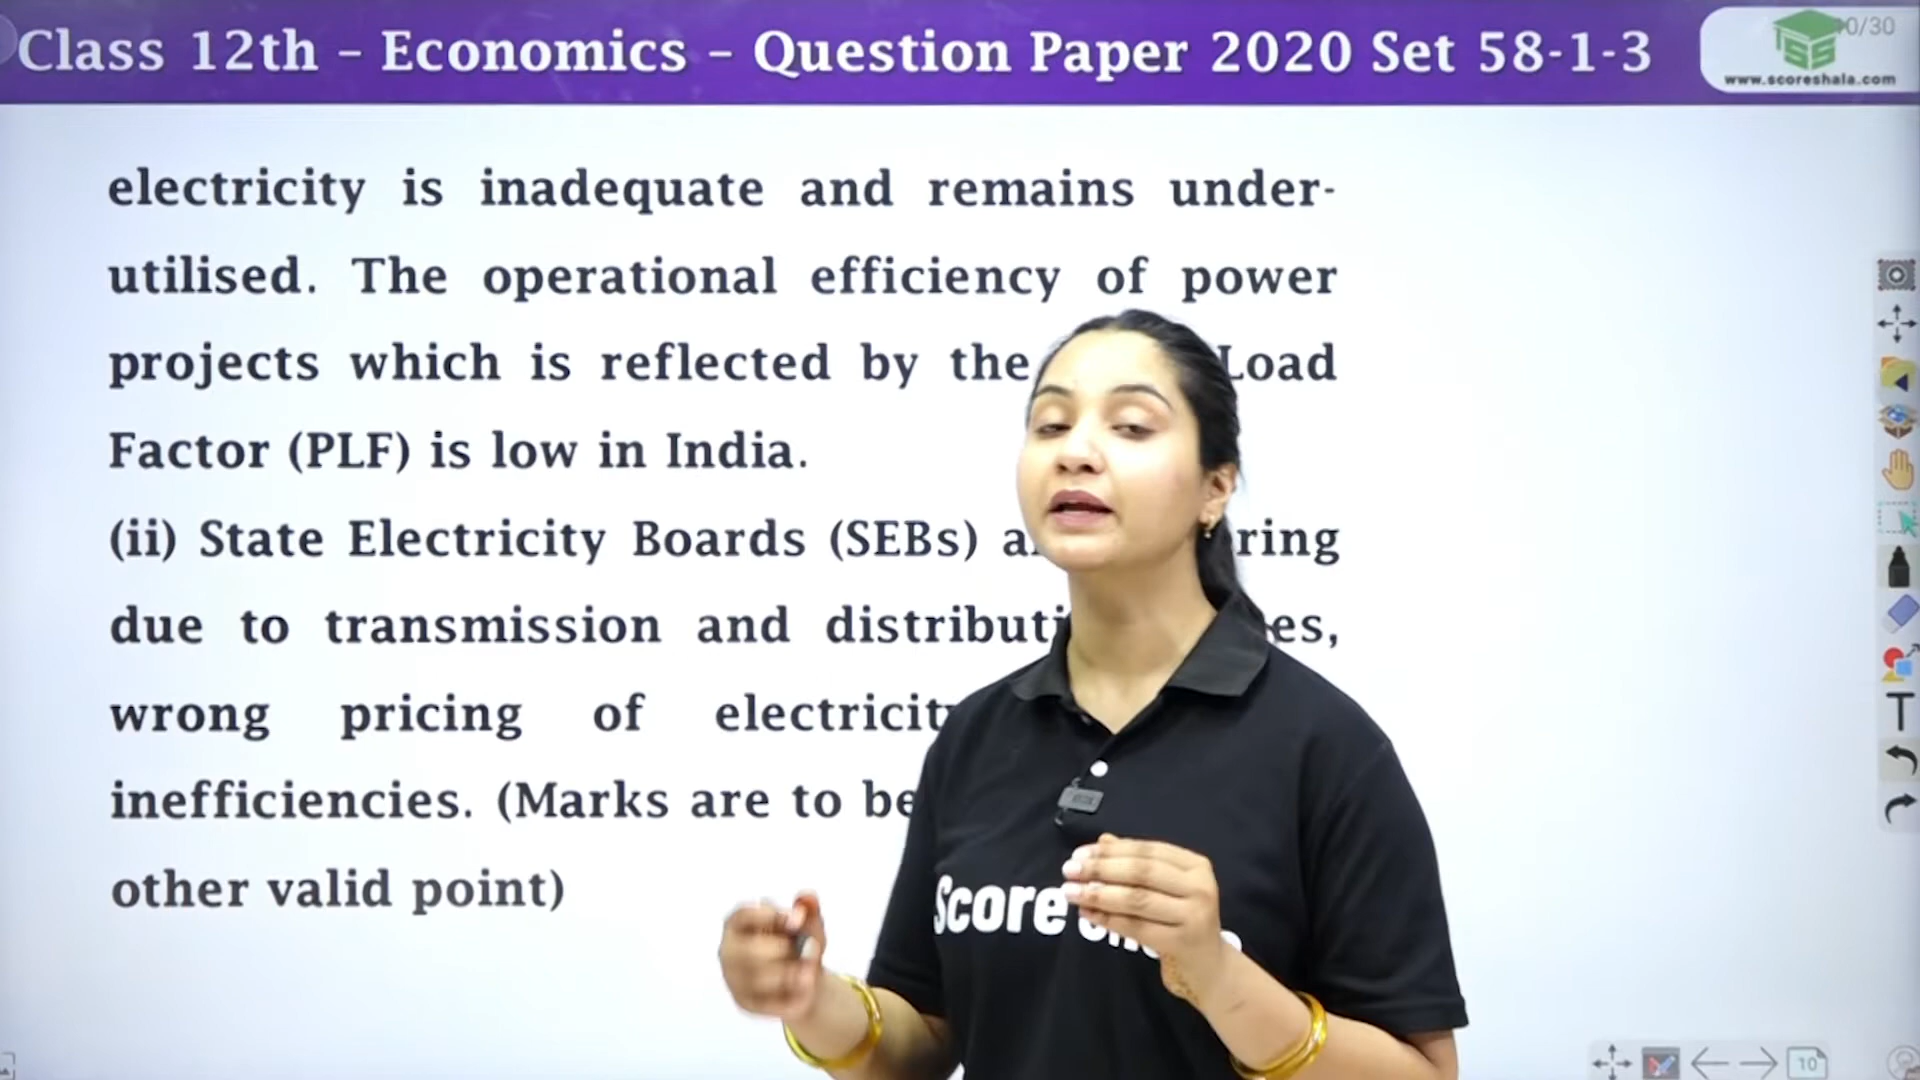 Class 12th – Economics – Question Paper 2020 Set 58-1-3
0/30
www.scoreshala.com
electricity is inadequate and remains under-
utilised. The operational efficiency of power
projects which is reflected by the Load
Factor (PLF) is low in India.
(ii) State Electricity Boards (SEBs)
due to transmission and
wrong pricing of
inefficiencies. (Marks are to be
other valid point)
Score
10